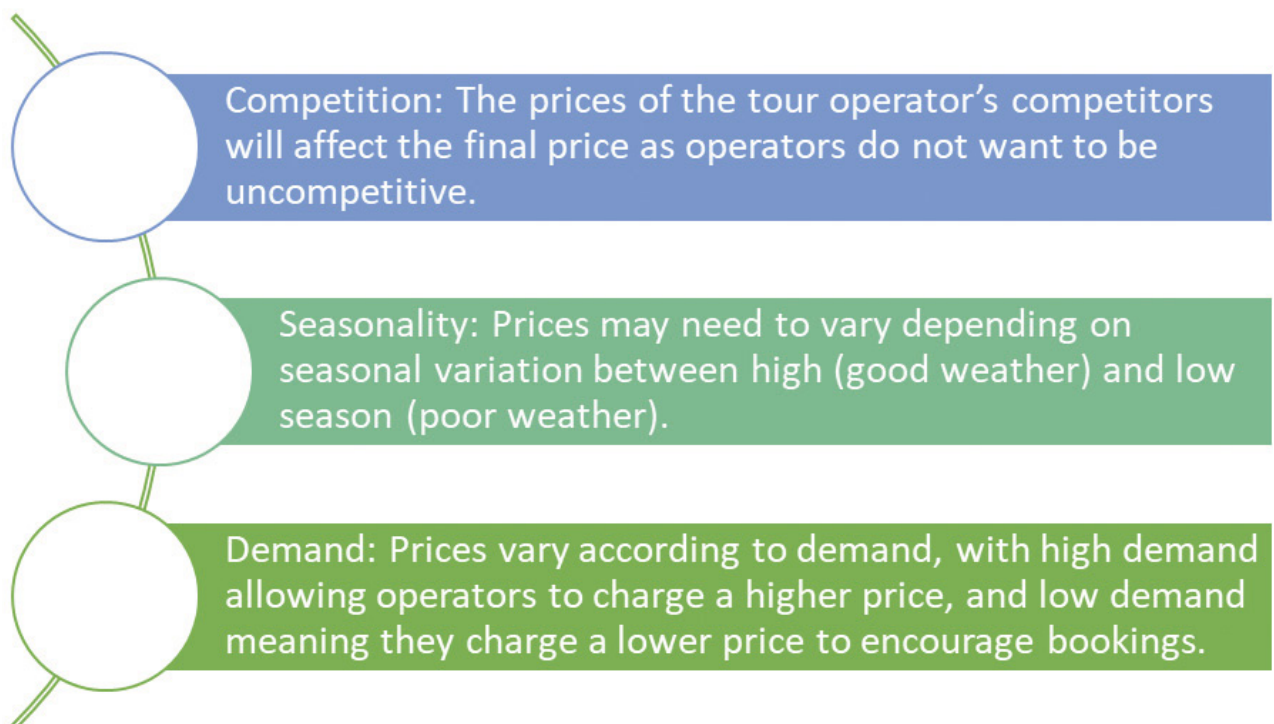 Competition: The prices of the tour operator’s competitors
will affect the final price as operators do not want to be
uncompetitive.
Seasonality: Prices may need to vary depending on
seasonal variation between high (good weather) and low
season (poor weather).
Demand: Prices vary according to demand, with high demand
allowing operators to charge a higher price, and low demand
meaning they charge a lower price to encourage bookings.